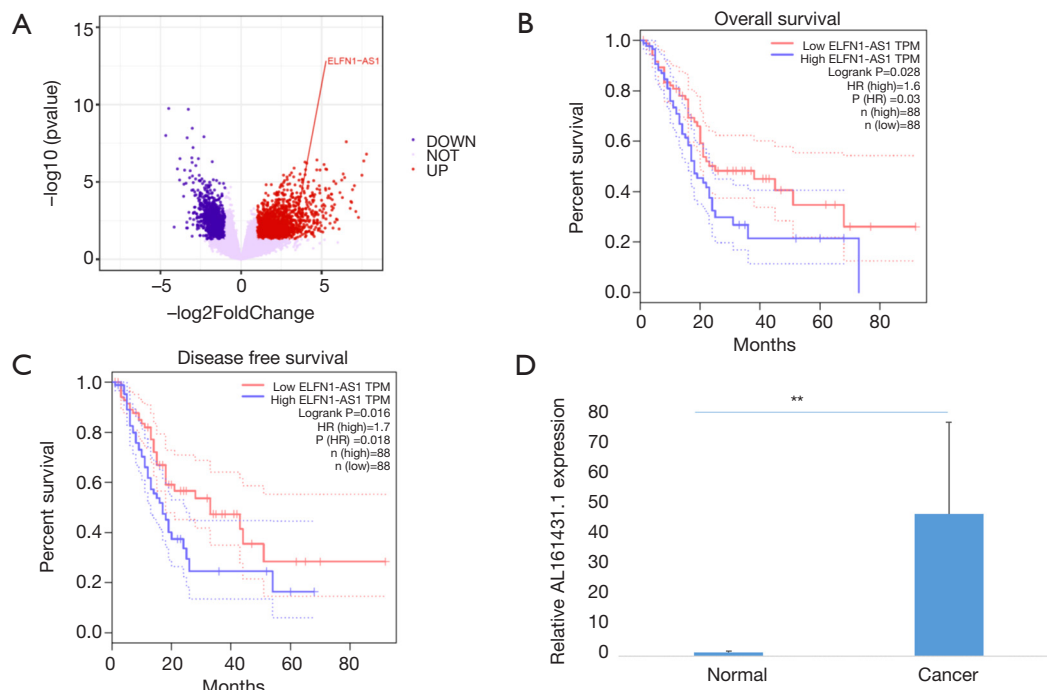 A
15
10
5
0
−5
0
5
−log10 (pvalue)
−log2FoldChange
ELFN1-AS1
DOWN
NOT
UP
B
Overall survival
Low ELFN1-AS1 TPM
High ELFN1-AS1 TPM
Logrank P=0.028
HR (high)=1.6
P (HR) =0.03
n (high)=88
n (low)=88
Percent survival
1.0
0.8
0.6
0.4
0.2
0.0
0
20
40
60
80
Months
C
Disease free survival
Low ELFN1-AS1 TPM
High ELFN1-AS1 TPM
Logrank P=0.016
HR (high)=1.7
P (HR) =0.018
n (high)=88
n (low)=88
Percent survival
1.0
0.8
0.6
0.4
0.2
0.0
0
20
40
60
80
Months
D
Relative AL161431.1 expression
80
70
60
50
40
30
20
10
0
**
Normal
Cancer